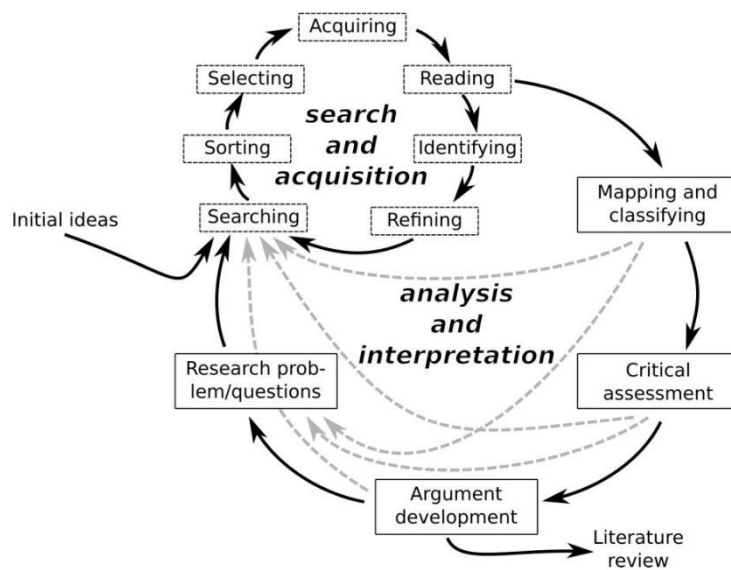 Acquiring
Selecting
Reading
search
and
acquisition
Sorting
Identifying
Mapping and
classifying
Initial ideas
Searching
Refining
analysis
and
interpretation
Research prob-
lem/questions
Critical
assessment
Argument
development
Literature
review